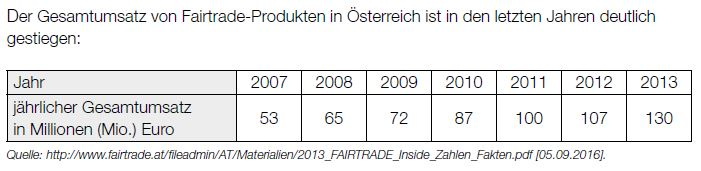 Der Gesamtumsatz von Fairtrade-Produkten in Österreich ist in den letzten Jahren deutlich
gestiegen:
Jahr 2007 2008 2009 2010 2011 2012 2013
jährlicher Gesamtumsatz
in Millionen (Mio.) Euro 53 65 72 87 100 107 130
Quelle: http://www.fairtrade.at/fileadmin/AT/Materialien/2013_FAIRTRADE_Inside_Zahlen_Fakten.pdf [05.09.2016].